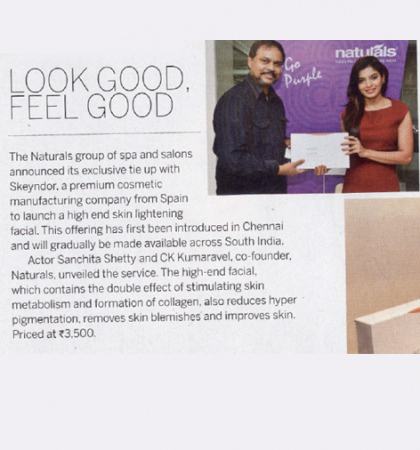 LOOK GOOD,
FEEL GOOD
Go
Purple
naturals
The Naturals group of spa and salons
announced its exclusive tie up with
Skeyndor, a premium cosmetic
manufacturing company from Spain
to launch a high end skin lightening
facial. This offering has first been introduced in Chennai
and will gradually be made available across South India.
Actor Sanchita Shetty and CK Kumaravel, co-founder,
Naturals, unveiled the service. The high-end facial,
which contains the double effect of stimulating skin
metabolism and formation of collagen, also reduces hyper
pigmentation, removes skin blemishes and improves skin.
Priced at ₹3,500.